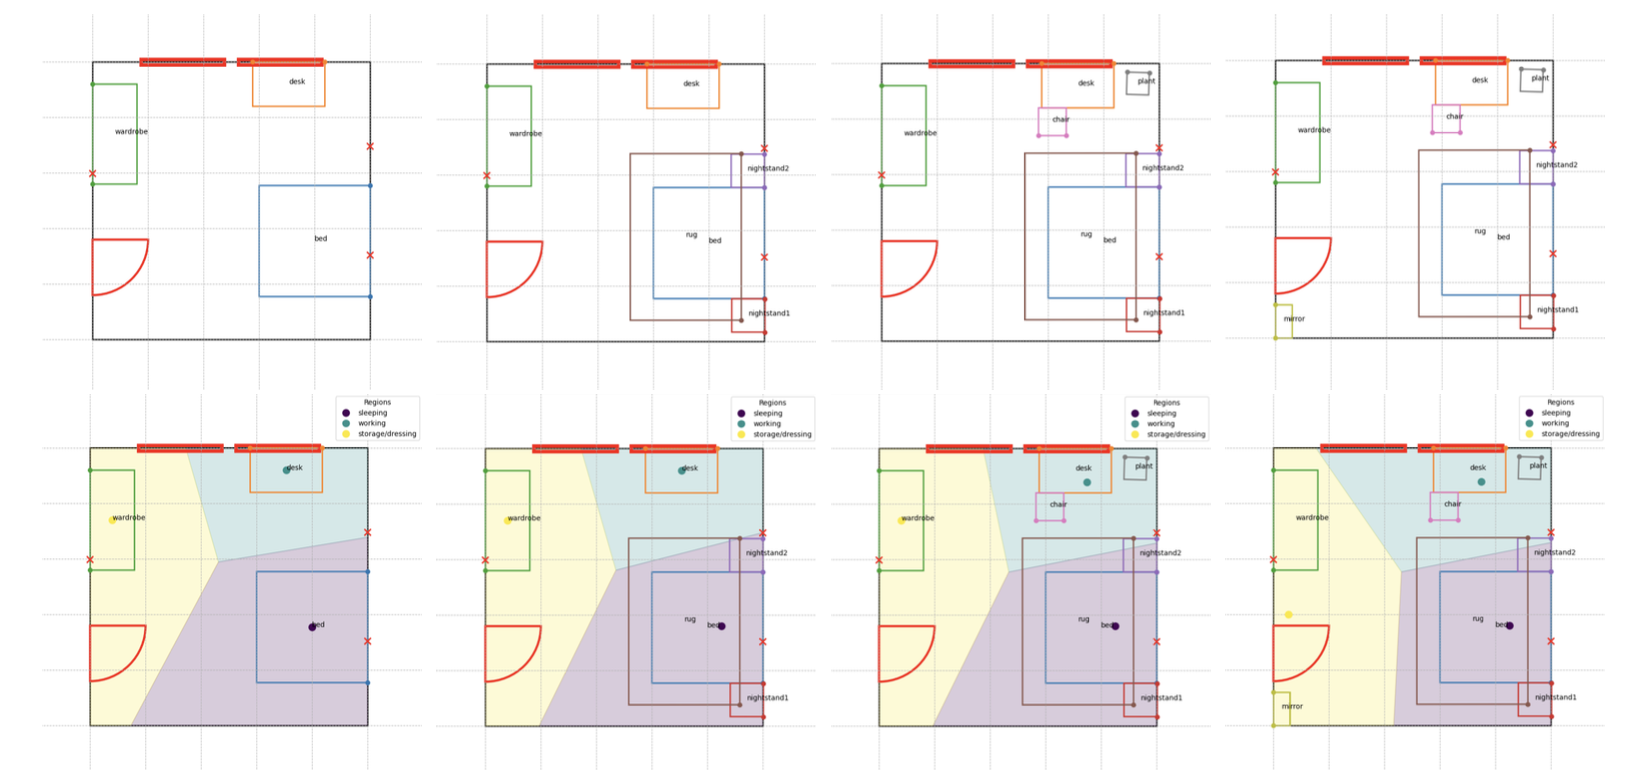 desk
wardrobe
bed
desk
wardrobe
nightstand2
rug
bed
nightstand1
desk
plant
chair
wardrobe
nightstand2
rug
bed
nightstand1
desk
plant
chair
wardrobe
nightstand2
rug
bed
nightstand1
mirror
Regions
sleeping
working
storage/dressing
desk
wardrobe
bed
Regions
sleeping
working
storage/dressing
desk
wardrobe
nightstand2
rug
bed
nightstand1
Regions
sleeping
working
storage/dressing
desk
plant
chair
wardrobe
nightstand2
rug
bed
nightstand1
Regions
sleeping
working
storage/dressing
desk
plant
chair
wardrobe
nightstand2
rug
bed
nightstand1
mirror